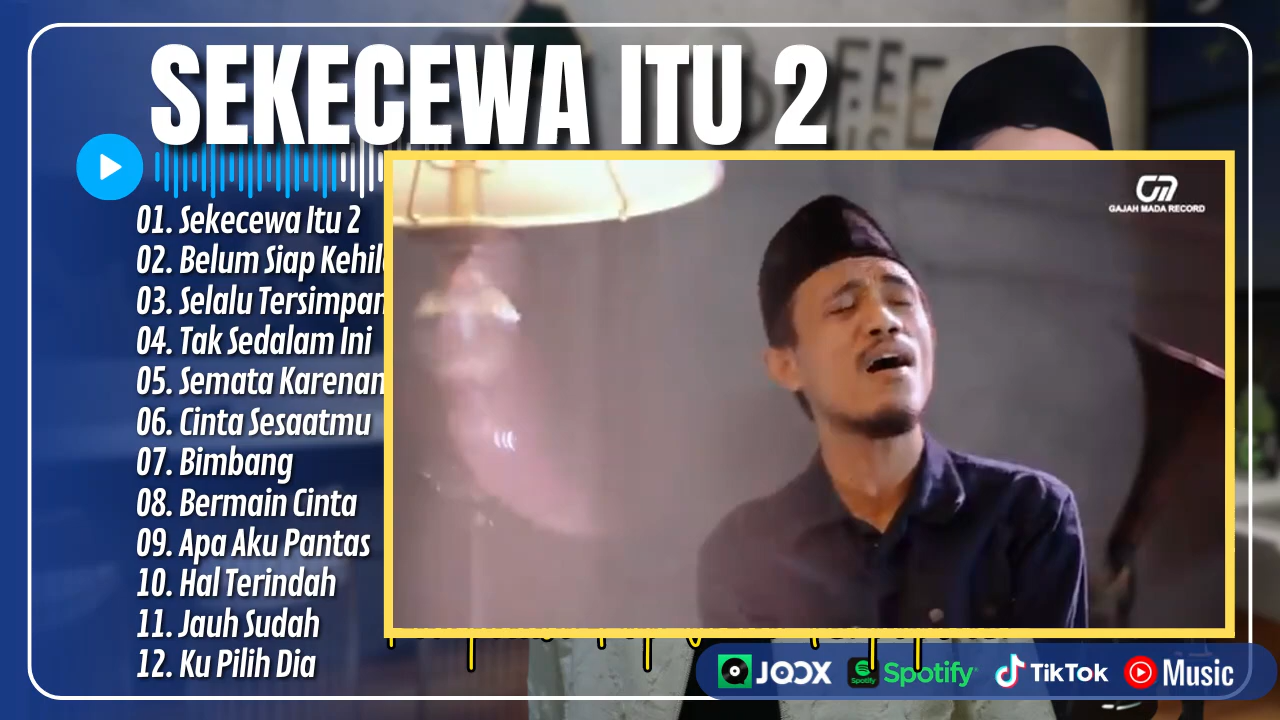 SEKECEWA ITU 2
GAJAH MADA RECORD
01. Sekecewa Itu 2
02. Belum Siap
03. Selalu Tersimpan
04. Tak Sedalam Ini
05. Semata
06. Cinta Sesaatmu
07. Bimbang
08. Bermain Cinta
09. Apa Aku Pantas
10. Hal Terindah
11. Jauh Sudah
12. Ku Pilih Dia
JOOX Spotify Spotify TikTok Music